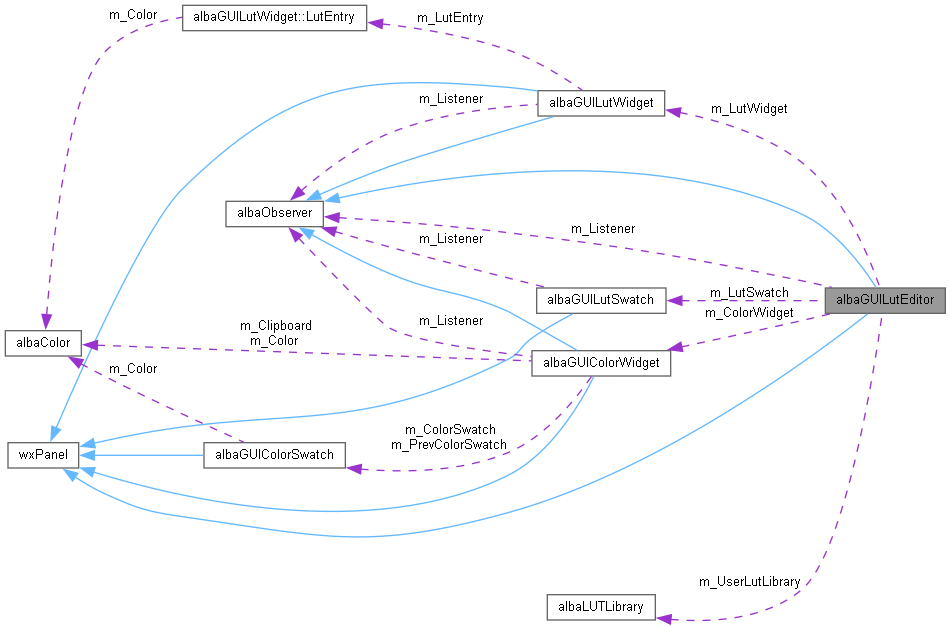 m_Color
albaGUILutWidget::LutEntry
m_LutEntry
m_Listener
albaGUILutWidget
m_LutWidget
albaObserver
m_Listener
m_Listener
albaGUILutSwatch
m_LutSwatch
albaGUILutEditor
m_ColorWidget
m_Clipboard
m_Color
m_Listener
albaColor
albaGUIColorWidget
m_Color
m_ColorSwatch
m_PrevColorSwatch
wxPanel
albaGUIColorSwatch
m_UserLutLibrary
albaLUTLibrary